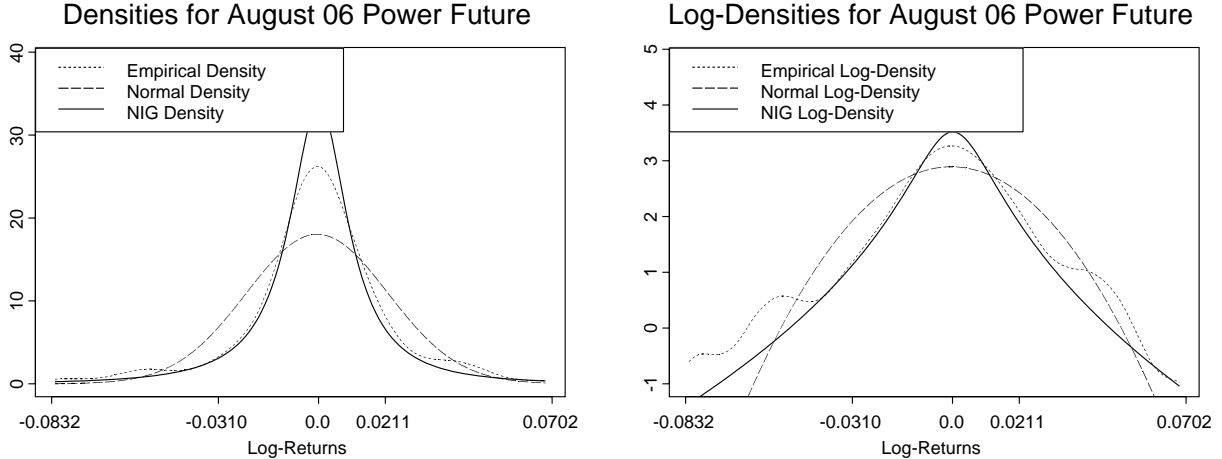 Densities for August 06 Power Future
40
30
20
10
0
Empirical Density
Normal Density
NIG Density
-0.0832
-0.0310
0.0
0.0211
0.0702
Log-Returns
Log-Densities for August 06 Power Future
5
4
3
2
1
0
-1
Empirical Log-Density
Normal Log-Density
NIG Log-Density
-0.0832
-0.0310
0.0
0.0211
0.0702
Log-Returns